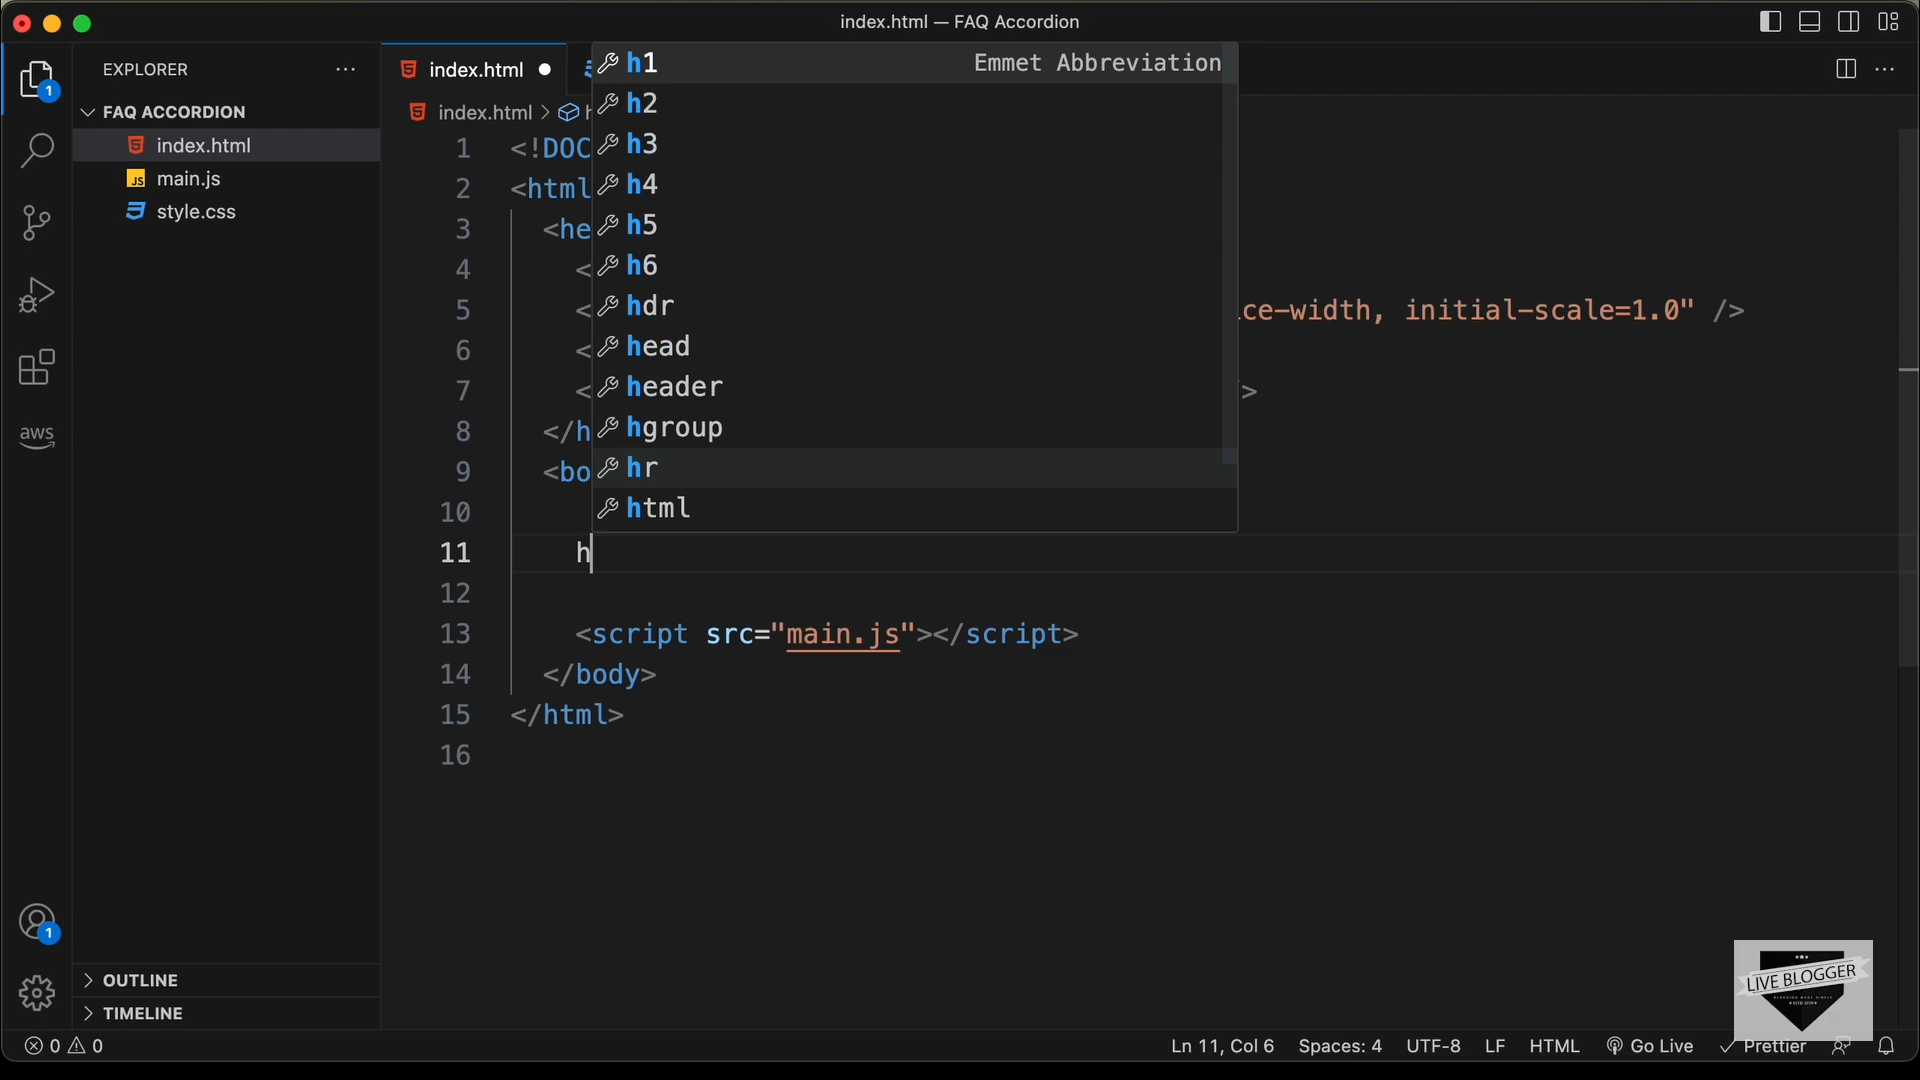 index.html — FAQ Accordion
EXPLORER
1
FAQ ACCORDION
index.html
JS main.js
style.css
aws
1
OUTLINE
TIMELINE
index.html
index.html > h
h1 Emmet Abbreviation
h2
h3
h4
h5
h6
hdr
head
header
hgroup
hr
html
1 <!DOC
2 <html
3 <he
4 <
5 < ce-width, initial-scale=1.0" />
6 <
7 < >
8 </h
9 <bo
10
11 h
12
13 <script src="main.js"></script>
14 </body>
15 </html>
16
LIVE BLOGGER
0 0
Ln 11, Col 6 Spaces: 4 UTF-8 LF HTML Go Live Prettier